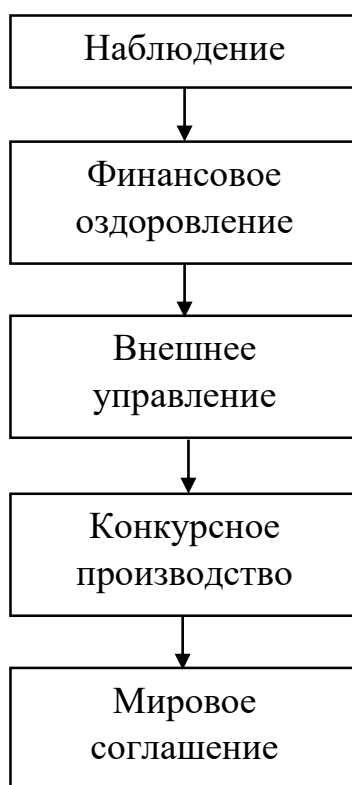 Наблюдение
Финансовое
оздоровление
Внешнее
управление
Конкурсное
производство
Мировое
соглашение